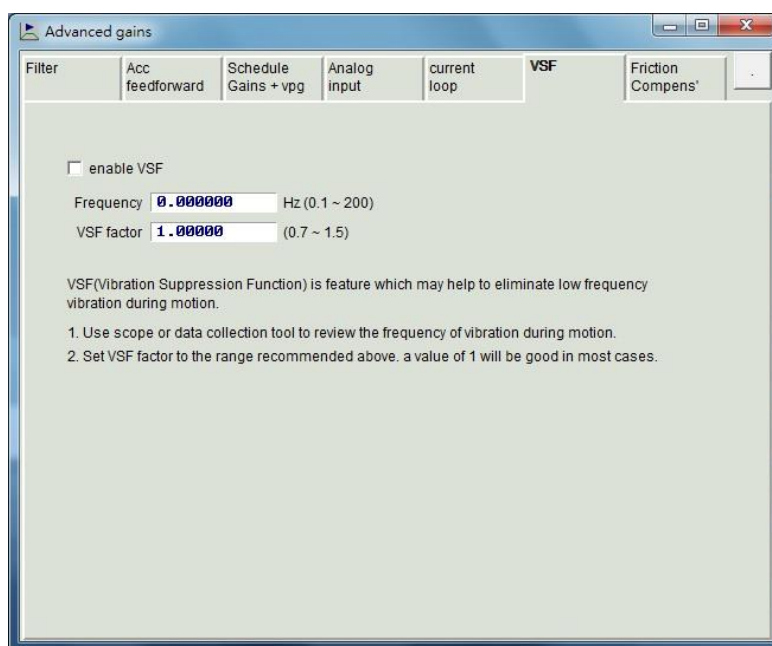 Advanced gains
Filter
Acc
feedforward
Schedule
Gains + vpg
Analog
input
current
loop
VSF
Friction
Compens'
.
enable VSF
Frequency 0.000000 Hz (0.1 ~ 200)
VSF factor 1.00000 (0.7 ~ 1.5)
VSF(Vibration Suppression Function) is feature which may help to eliminate low frequency
vibration during motion.
1. Use scope or data collection tool to review the frequency of vibration during motion.
2. Set VSF factor to the range recommended above. a value of 1 will be good in most cases.